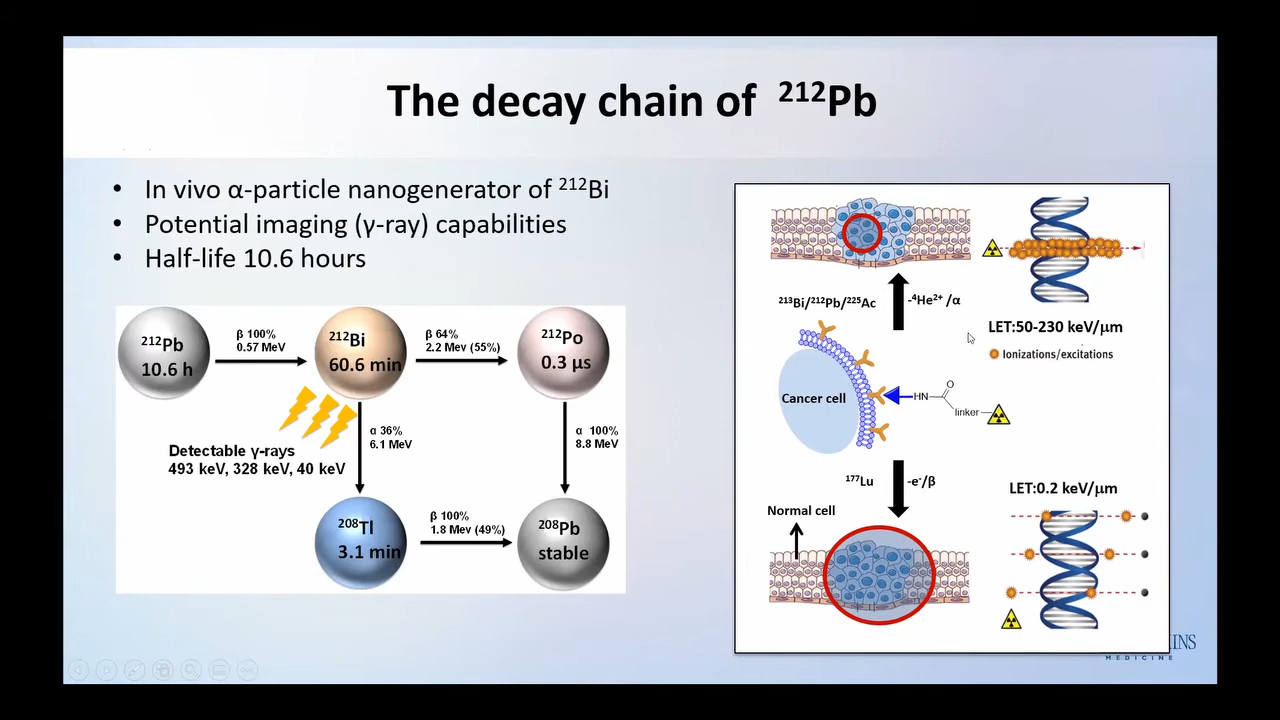 The decay chain of ²¹²Pb
• In vivo α-particle nanogenerator of ²¹²Bi
• Potential imaging (γ-ray) capabilities
• Half-life 10.6 hours
²¹²Pb
10.6 h
β 100%
0.57 MeV
²¹²Bi
60.6 min
β 64%
2.2 Mev (55%)
²¹²Po
0.3 µs
Detectable γ-rays
493 keV, 328 keV, 40 keV
α 36%
6.1 MeV
α 100%
8.8 MeV
²⁰⁸Tl
3.1 min
β 100%
1.8 Mev (49%)
²⁰⁸Pb
stable
²¹³Bi/²¹²Pb/²²⁵Ac
-⁴He²⁺ /α
LET:50-230 keV/µm
Ionizations/excitations
Cancer cell
HN
O
linker
¹⁷⁷Lu
-e⁻/β
LET:0.2 keV/µm
Normal cell
INS
MEDICINE